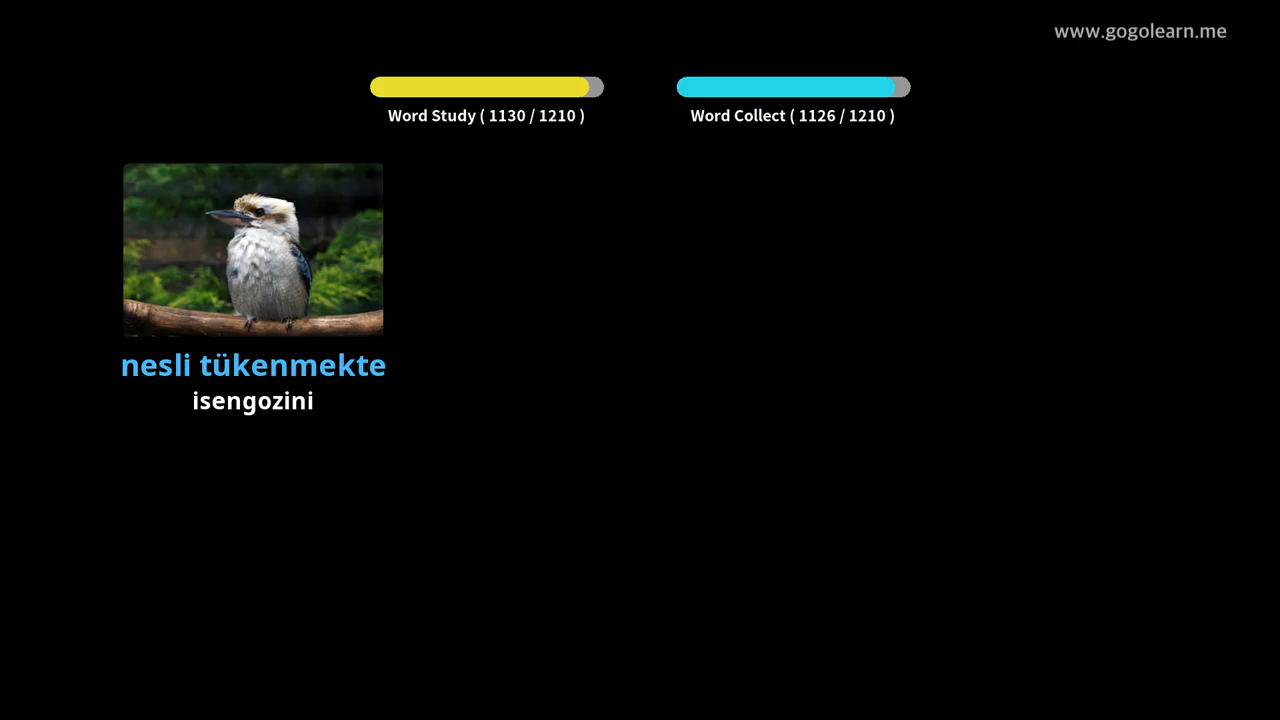 www.gogolearn.me
Word Study ( 1130 / 1210 )
Word Collect ( 1126 / 1210 )
nesli tükenmekte
isengozini